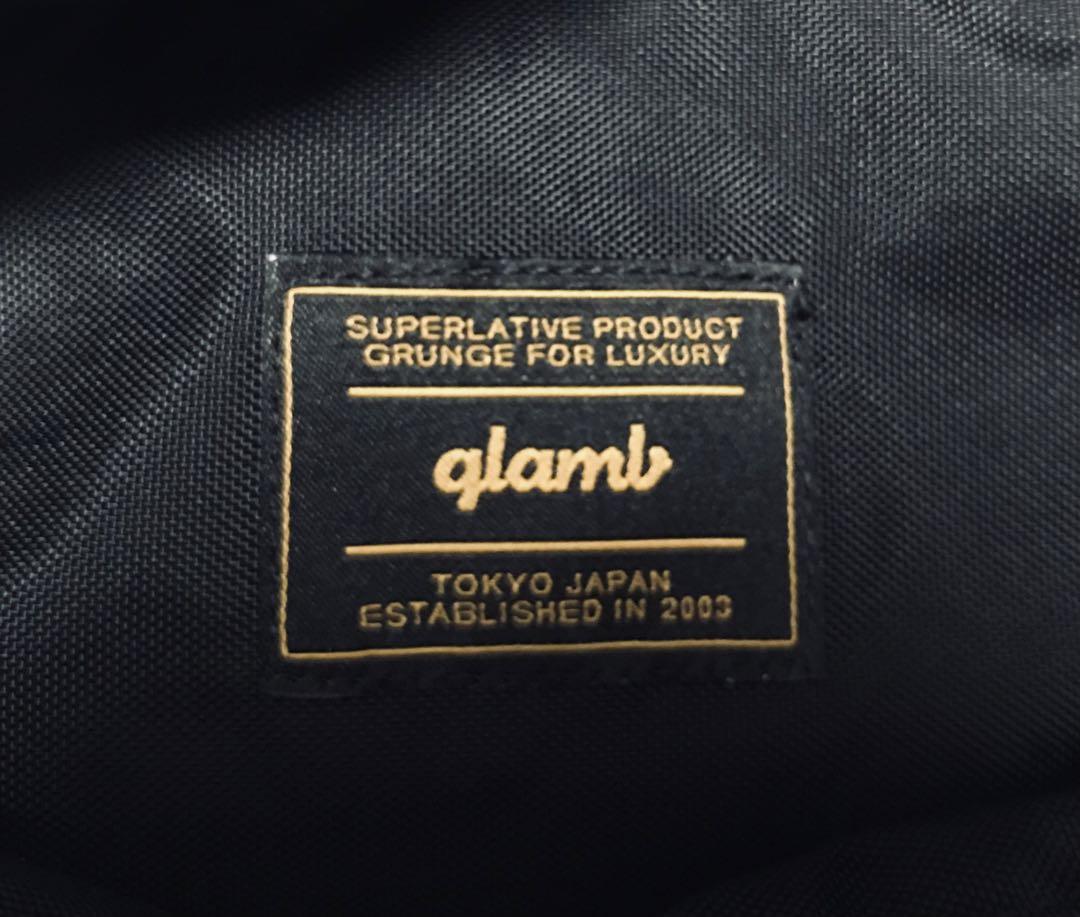 SUPERLATIVE PRODUCT
GRUNGE FOR LUXURY
glamb
TOKYO JAPAN
ESTABLISHED IN 2003